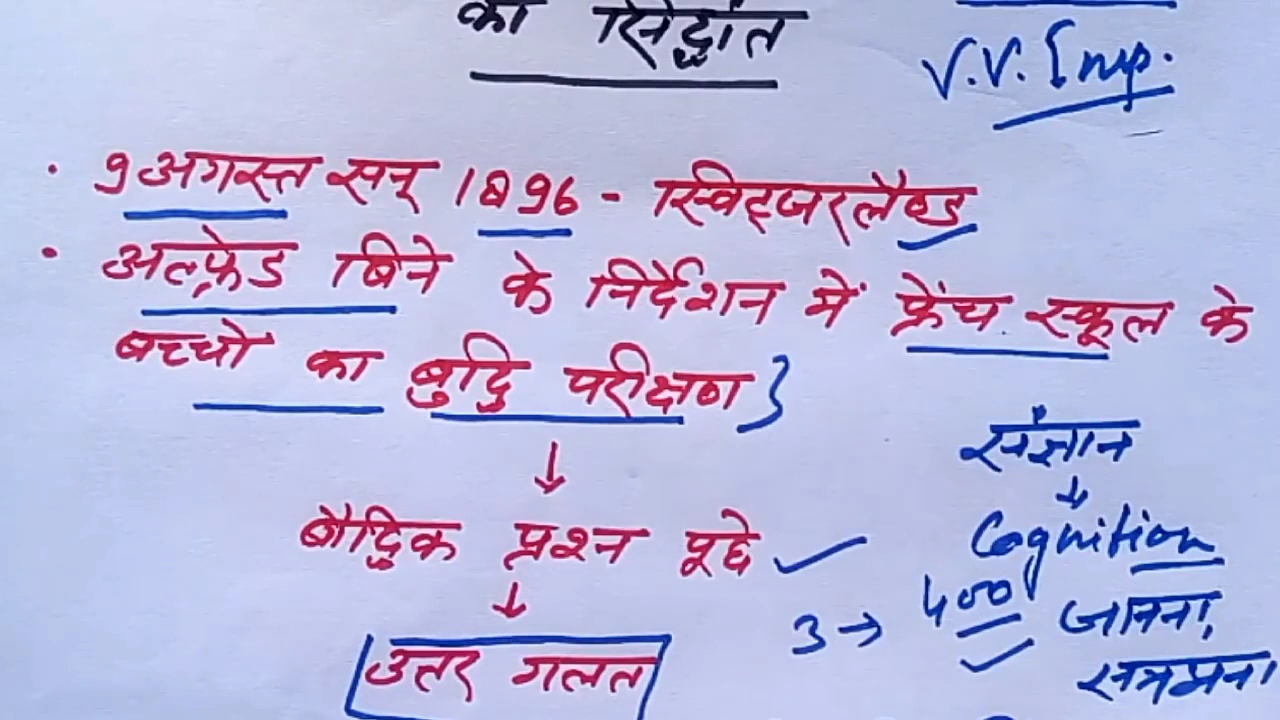 का सिद्धांत
V.V. Imp.
• 9 अगस्त सन् 1896 - स्विट्जरलैण्ड
• अल्फ्रेड बिने के निर्देशन में फ्रेंच स्कूल के
बच्चो का बुद्धि परीक्षण }
↓
बौद्धिक प्रश्न पूछे ✓
↓
उत्तर गलत
संज्ञान
↓
Cognition
3 → 400 जानना,
✓ समझना